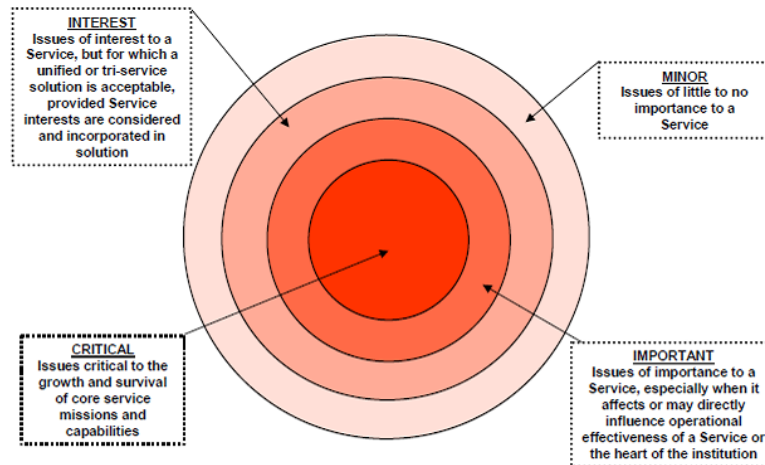 INTEREST
Issues of interest to a
Service, but for which a
unified or tri-service
solution is acceptable,
provided Service
interests are considered
and incorporated in
solution
MINOR
Issues of little to no
importance to a
Service
CRITICAL
Issues critical to the
growth and survival
of core service
missions and
capabilities
IMPORTANT
Issues of importance to a
Service, especially when it
affects or may directly
influence operational
effectiveness of a Service or
the heart of the institution